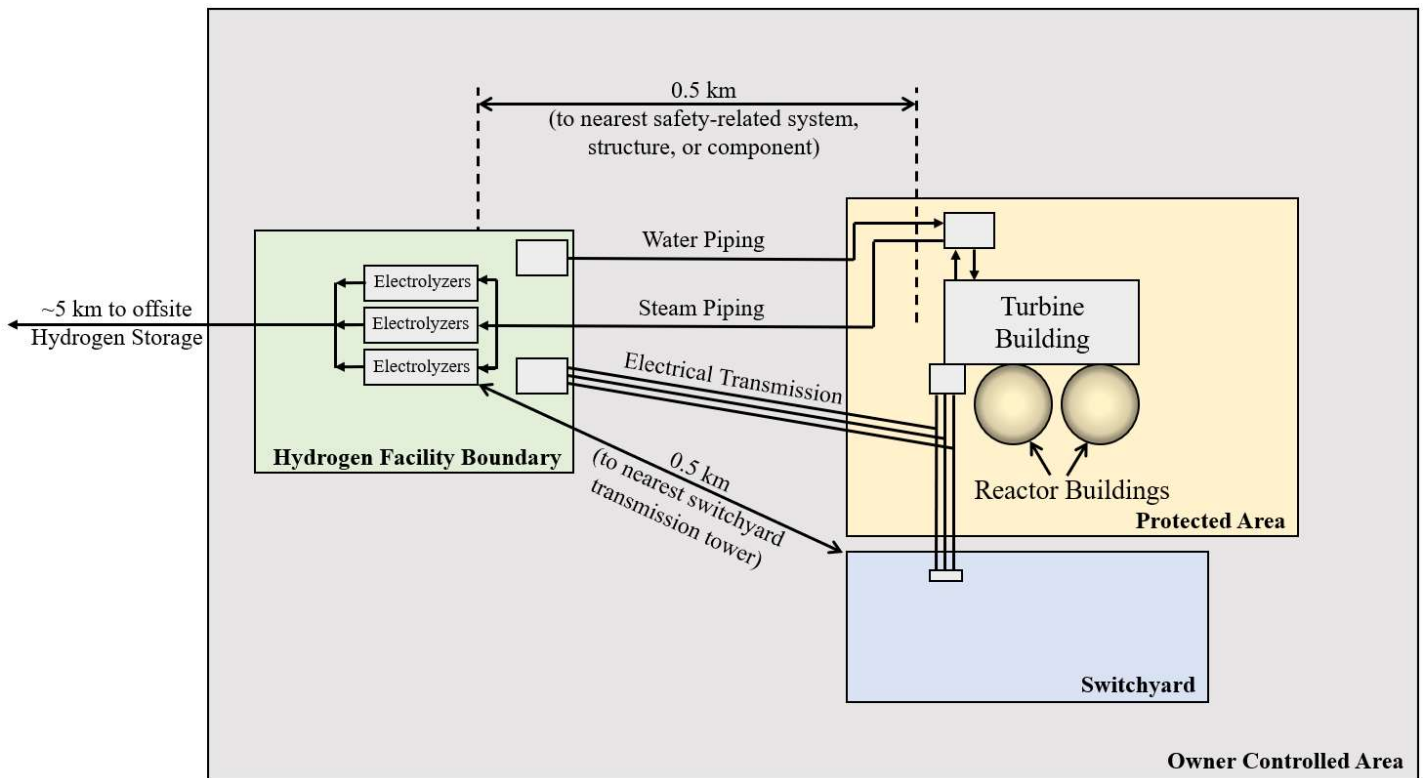 0.5 km
(to nearest safety-related system,
structure, or component)
Water Piping
Electrolyzers
~5 km to offsite
Hydrogen Storage
Electrolyzers
Steam Piping
Turbine
Building
Electrolyzers
Electrical Transmission
Hydrogen Facility Boundary
0.5 km
(to nearest switchyard
transmission tower)
Reactor Buildings
Protected Area
Switchyard
Owner Controlled Area